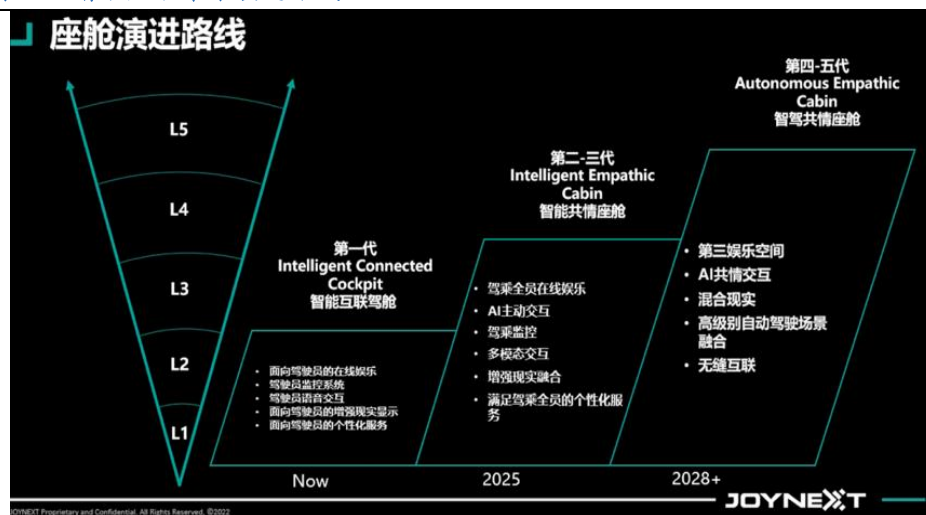 座舱演进路线
L5
L4
L3
L2
L1
第一代
Intelligent Connected
Cockpit
智能互联驾舱
面向驾驶员的在线娱乐
驾驶员监控系统
驾驶员语音交互
面向驾驶员的增强现实显示
面向驾驶员的个性化服务
Now
第二-三代
Intelligent Empathic
Cabin
智能共情座舱
驾乘全员在线娱乐
AI主动交互
驾乘监控
多模态交互
增强现实融合
满足驾乘全员的个性化服
务
2025
第四-五代
Autonomous Empathic
Cabin
智驾共情座舱
第三娱乐空间
AI共情交互
混合现实
高级别自动驾驶场景
融合
无缝互联
2028+
JOYNEXT
JOYNEXT Proprietary and Confidential. All Rights Reserved. ©2022